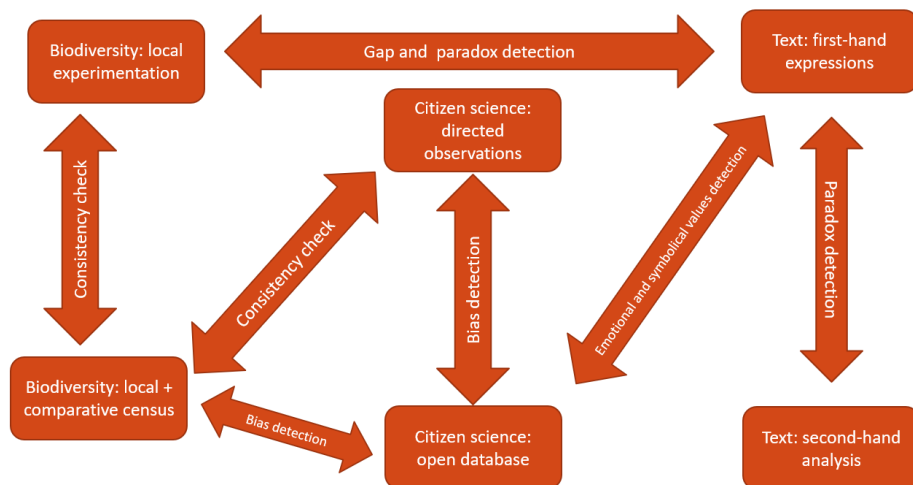 Biodiversity: local
experimentation
Gap and paradox detection
Text: first-hand
expressions
Citizen science:
directed
observations
Consistency check
Consistency check
Bias detection
Emotional and symbolical values detection
Paradox detection
Biodiversity: local +
comparative census
Bias detection
Citizen science:
open database
Text: second-hand
analysis